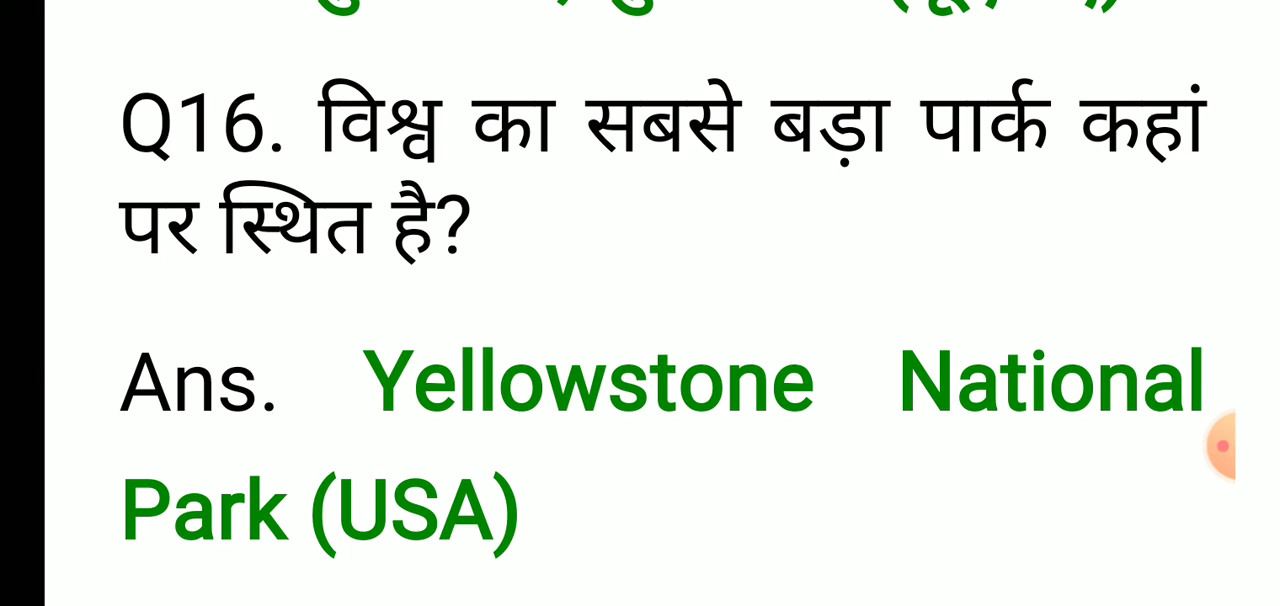 Q16. विश्व का सबसे बड़ा पार्क कहां
पर स्थित है?
Ans. Yellowstone National
Park (USA)